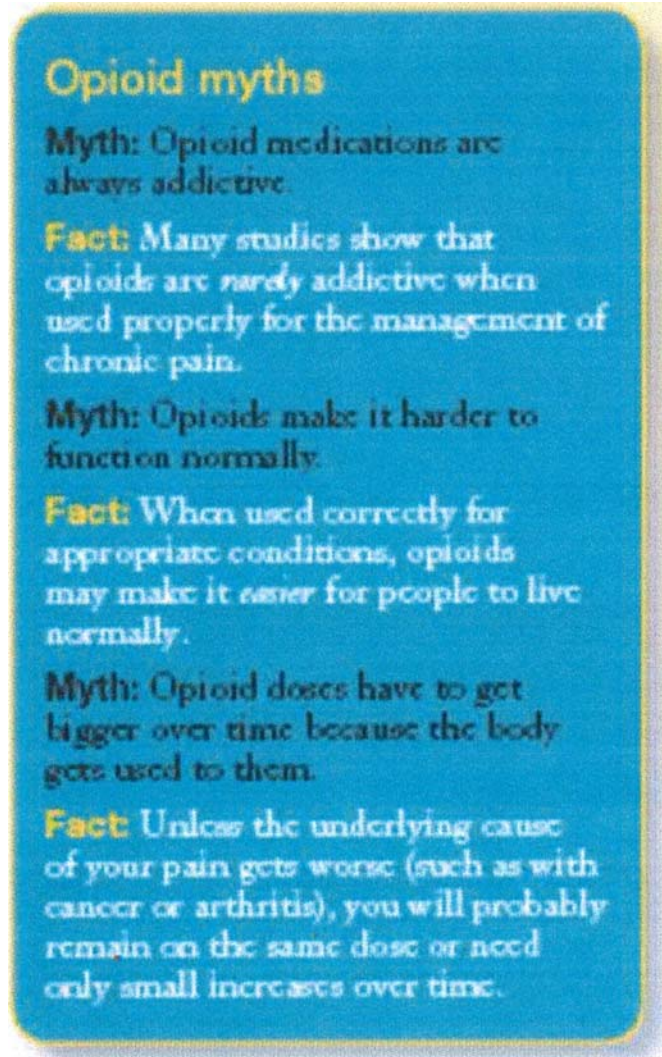 Opioid myths
Myth: Opioid medications are
always addictive.
Fact: Many studies show that
opioids are rarely addictive when
used properly for the management of
chronic pain.
Myth: Opioids make it harder to
function normally.
Fact: When used correctly for
appropriate conditions, opioids
may make it easier for people to live
normally.
Myth: Opioid doses have to get
bigger over time because the body
gets used to them.
Fact: Unless the underlying cause
of your pain gets worse (such as with
cancer or arthritis), you will probably
remain on the same dose or need
only small increases over time.